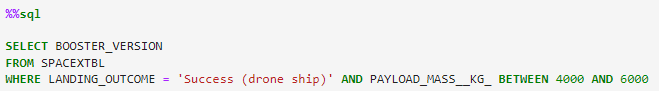 %%sql
SELECT BOOSTER_VERSION
FROM SPACEXTBL
WHERE LANDING_OUTCOME = 'Success (drone ship)' AND PAYLOAD_MASS__KG_ BETWEEN 4000 AND 6000